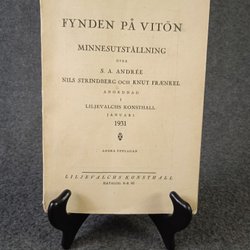 FYNDEN PÅ VITÖN
MINNESUTSTÄLLNING
ÖVER
S. A. ANDRÉE
NILS STRINDBERG OCH KNUT FRÆNKEL
ANORDNAD
I
LILJEVALCHS KONSTHALL
JANUARI
1931
ANDRA UPPLAGAN
LILJEVALCHS KONSTHALL
KATALOG